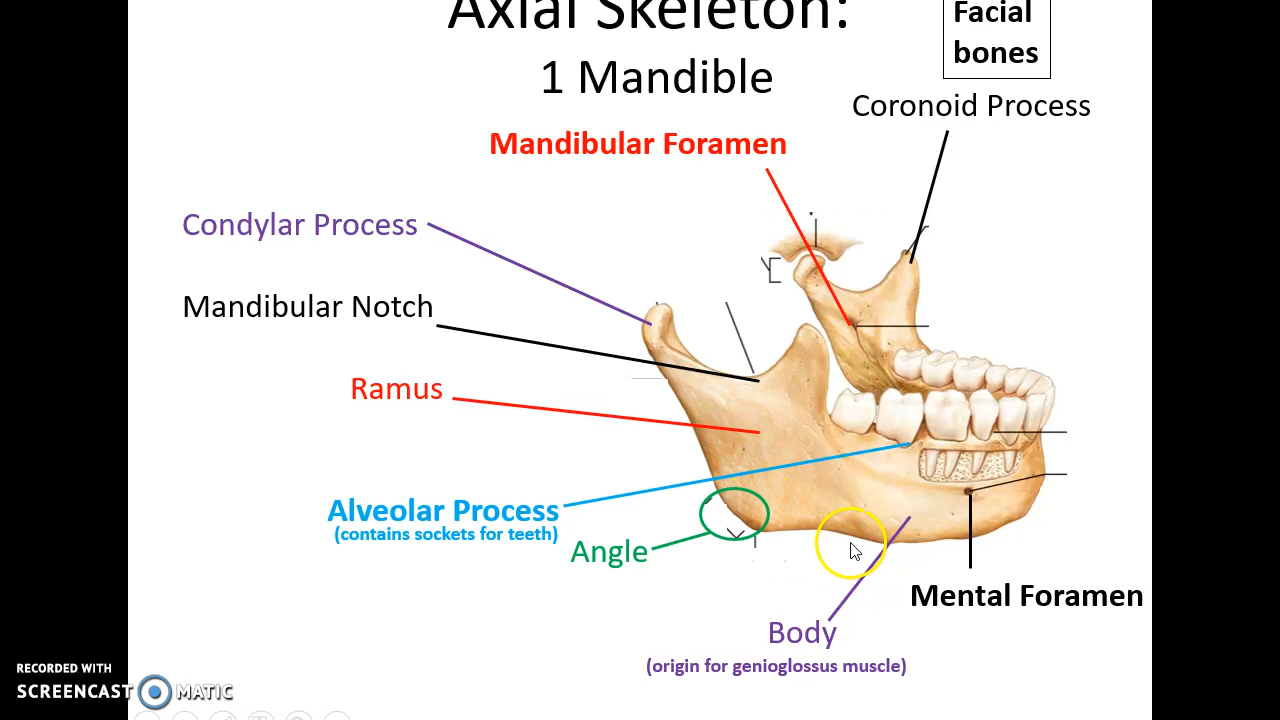 Axial Skeleton:
Facial
bones
1 Mandible
Coronoid Process
Mandibular Foramen
Condylar Process
Mandibular Notch
Ramus
Alveolar Process
(contains sockets for teeth)
Angle
Mental Foramen
Body
(origin for genioglossus muscle)
RECORDED WITH
SCREENCAST MATIC